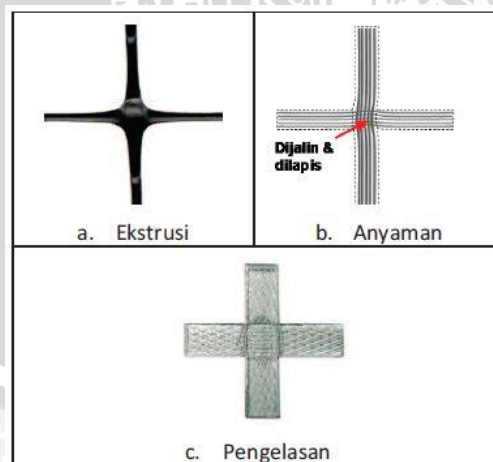 Dijalin &
dilapis
a. Ekstrusi
b. Anyaman
c. Pengelasan